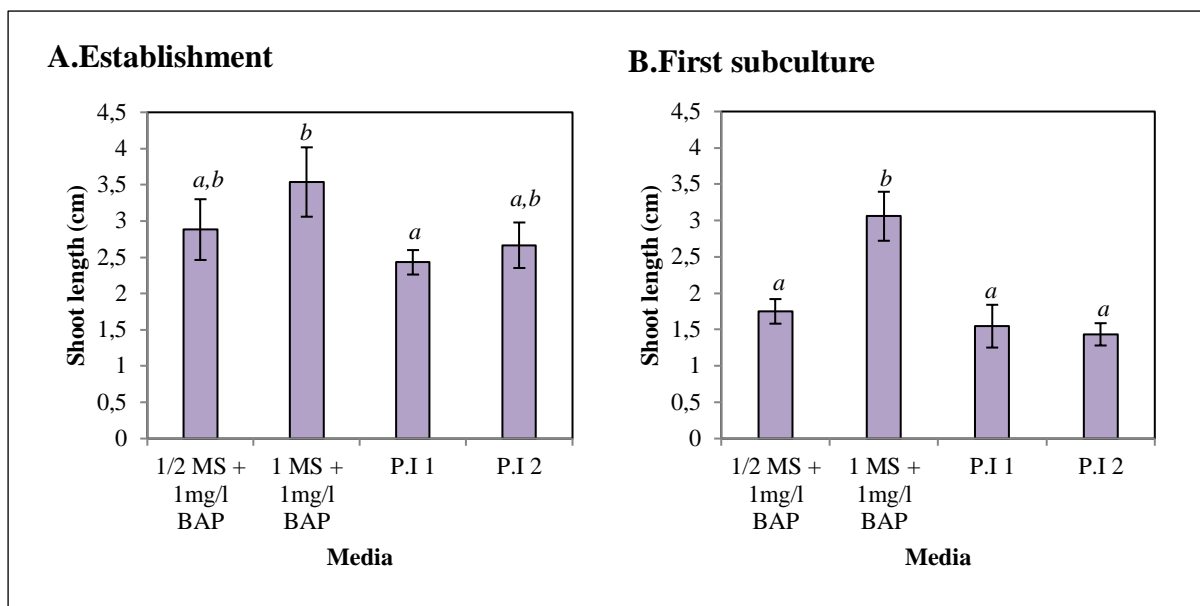 A.Establishment
Shoot length (cm)
4,5
4
3,5
3
2,5
2
1,5
1
0,5
0
a,b
b
a
a,b
1/2 MS +
1mg/l
BAP
1 MS +
1mg/l
BAP
P.I 1
P.I 2
Media
B.First subculture
Shoot length (cm)
4,5
4
3,5
3
2,5
2
1,5
1
0,5
0
a
b
a
a
1/2 MS +
1mg/l
BAP
1 MS +
1mg/l
BAP
P.I 1
P.I 2
Media